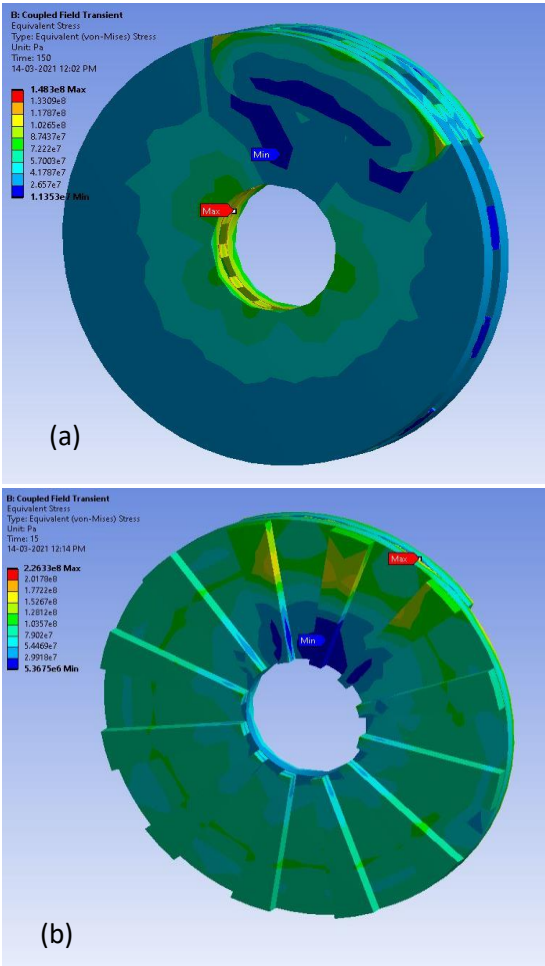 B: Coupled Field Transient
Equivalent Stress
Type: Equivalent (von-Mises) Stress
Unit: Pa
Time: 150
14-03-2021 12:02 PM
1.483e8 Max
1.3309e8
1.1787e8
1.0265e8
8.7437e7
7.222e7
5.7003e7
4.1787e7
2.657e7
1.1353e7 Min
Min
Max
(a)
B: Coupled Field Transient
Equivalent Stress
Type: Equivalent (von-Mises) Stress
Unit: Pa
Time: 15
14-03-2021 12:14 PM
2.2633e8 Max
2.0178e8
1.7722e8
1.5267e8
1.2812e8
1.0357e8
7.902e7
5.4469e7
2.9918e7
5.3675e6 Min
Max
Min
(b)